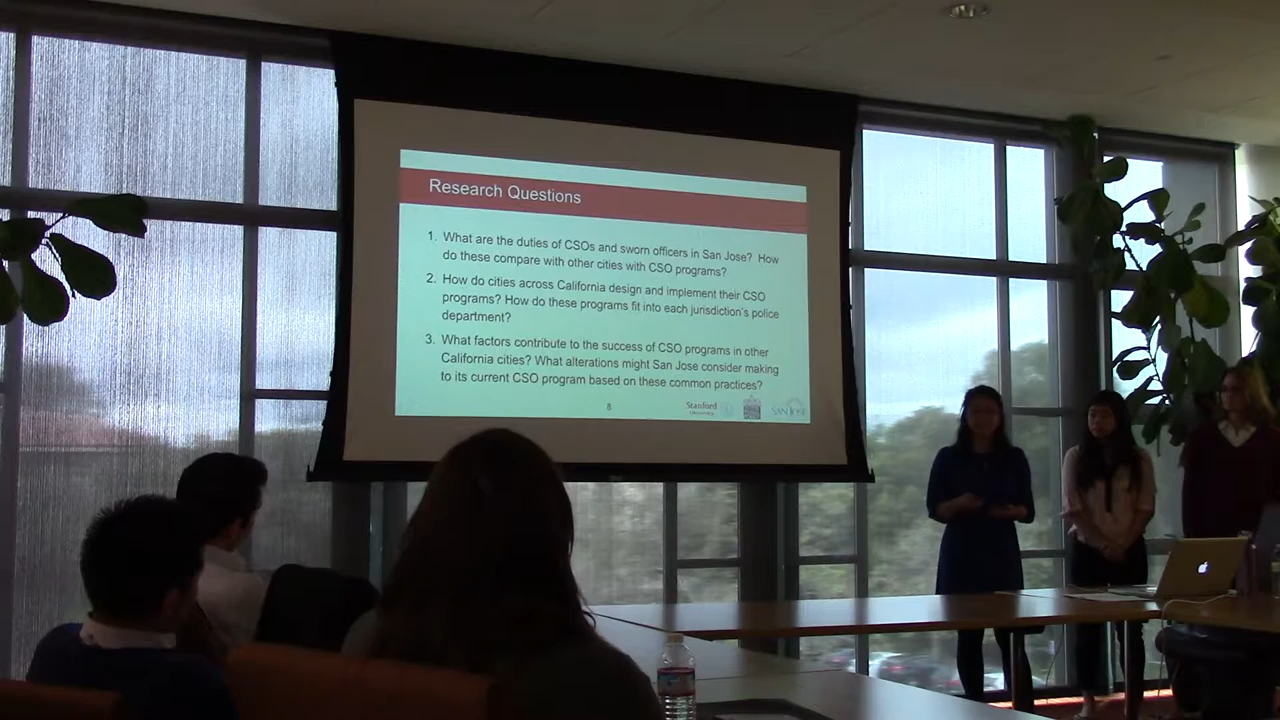 Research Questions
1. What are the duties of CSOs and sworn officers in San Jose? How
do these compare with other cities with CSO programs?
2. How do cities across California design and implement their CSO
programs? How do these programs fit into each jurisdiction's police
department?
3. What factors contribute to the success of CSO programs in other
California cities? What alterations might San Jose consider making
to its current CSO program based on these common practices?
8
Stanford
University
SAN JOSE